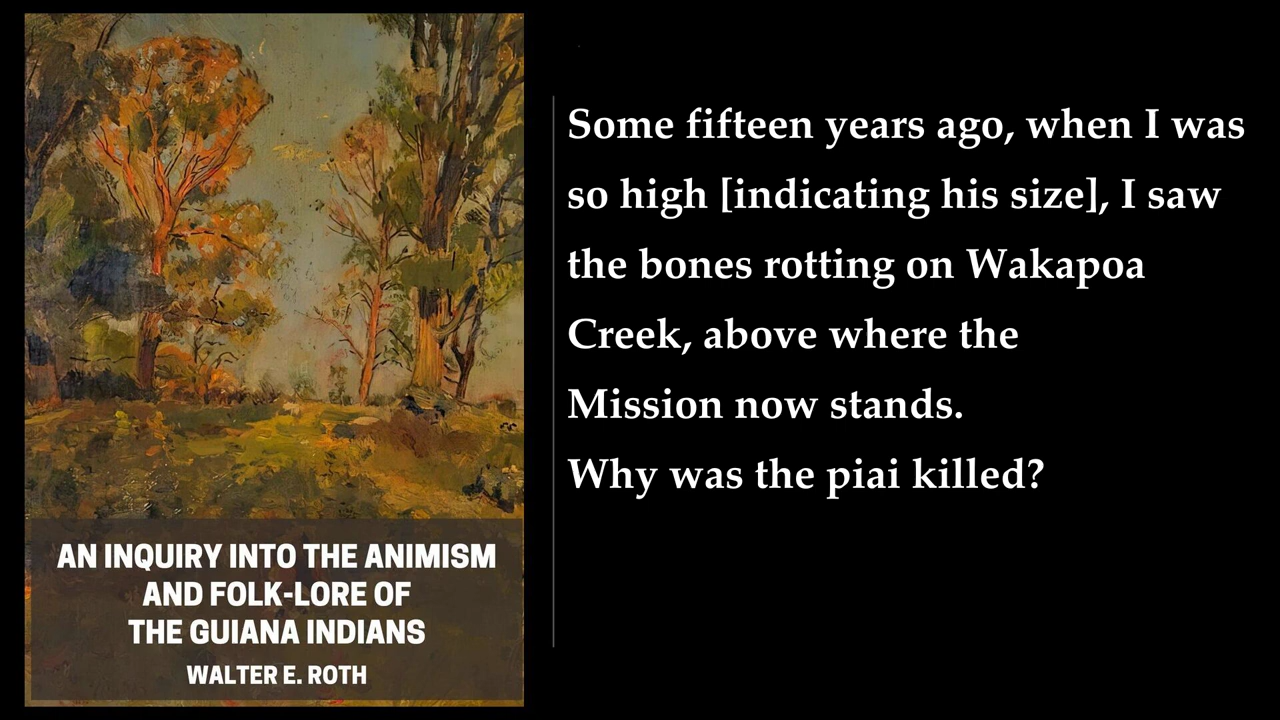 Some fifteen years ago, when I was
so high [indicating his size], I saw
the bones rotting on Wakapoa
Creek, above where the
Mission now stands.
Why was the piai killed?
AN INQUIRY INTO THE ANIMISM
AND FOLK-LORE OF
THE GUIANA INDIANS
WALTER E. ROTH